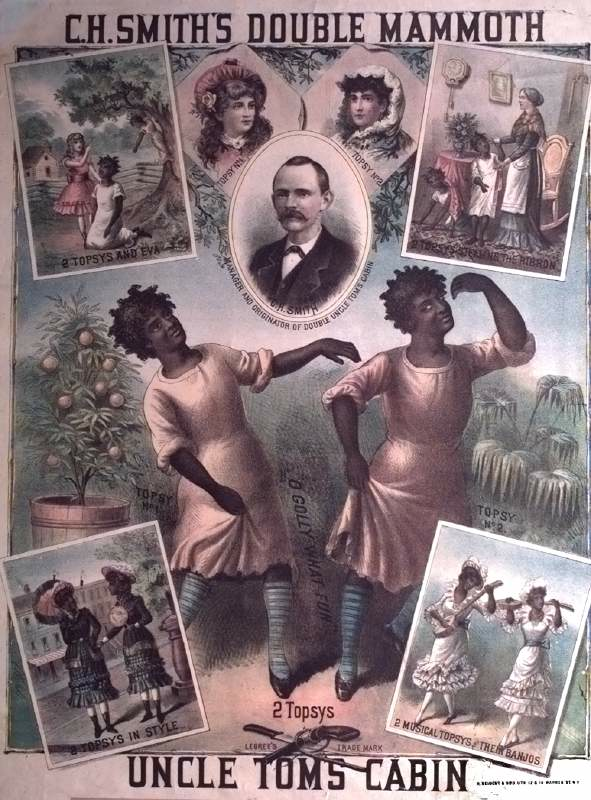 C.H. SMITH'S DOUBLE MAMMOTH
TOPSY Nº1
TOPSY Nº2
2 TOPSYS AND EVA
2 TOPSYS STEALING THE RIBBON
C.H. SMITH
MANAGER AND ORIGINATOR OF DOUBLE UNCLE TOMS CABIN
TOPSY
Nº1
"O GOLLY WHAT FUN"
TOPSY
Nº2.
2 TOPSYS IN STYLE
2 MUSICAL TOPSYS & THEIR BANJOS
2 Topsys
LEGREE'S TRADE MARK
UNCLE TOMS CABIN